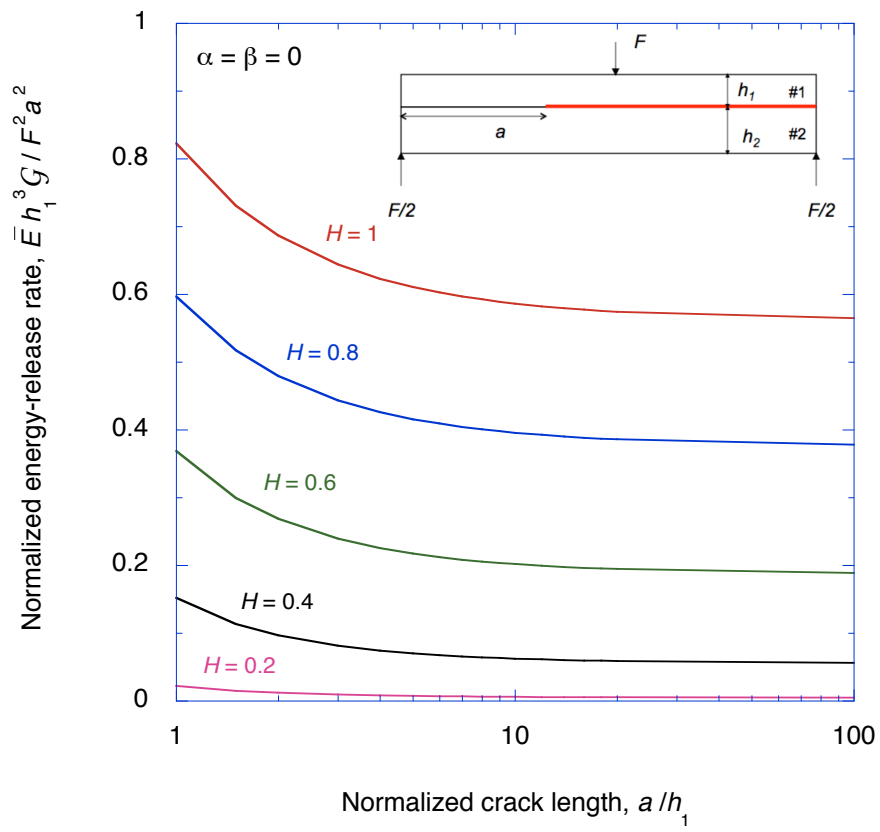 1
α = β = 0
F
h₁ #1
a
h₂ #2
F/2 F/2
0.8
H = 1
0.6
H = 0.8
0.4
H = 0.6
0.2
H = 0.4
H = 0.2
0
1 10 100
Normalized crack length, a /h₁
Normalized energy-release rate, E̅ h₁³ 𝒢 / F² a²